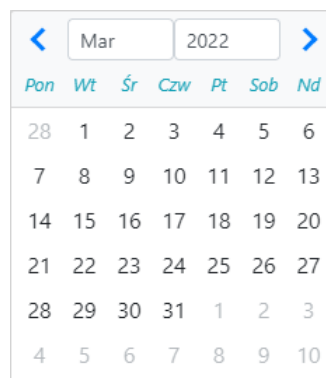 Mar 2022
Pon Wt Śr Czw Pt Sob Nd
28 1 2 3 4 5 6
7 8 9 10 11 12 13
14 15 16 17 18 19 20
21 22 23 24 25 26 27
28 29 30 31 1 2 3
4 5 6 7 8 9 10